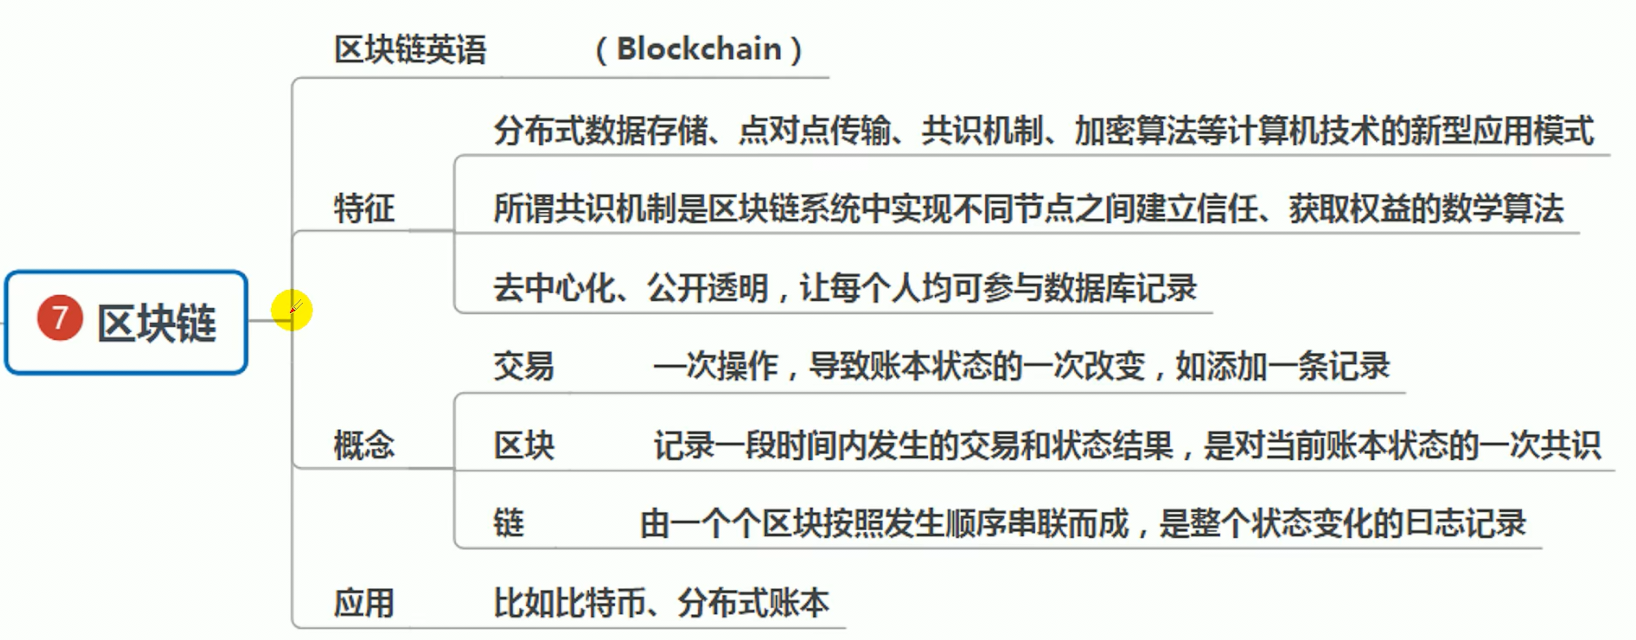 区块链英语 （Blockchain）
分布式数据存储、点对点传输、共识机制、加密算法等计算机技术的新型应用模式
特征
所谓共识机制是区块链系统中实现不同节点之间建立信任、获取权益的数学算法
去中心化、公开透明，让每个人均可参与数据库记录
7 区块链
交易 一次操作，导致账本状态的一次改变，如添加一条记录
概念
区块 记录一段时间内发生的交易和状态结果，是对当前账本状态的一次共识
链 由一个个区块按照发生顺序串联而成，是整个状态变化的日志记录
应用 比如比特币、分布式账本